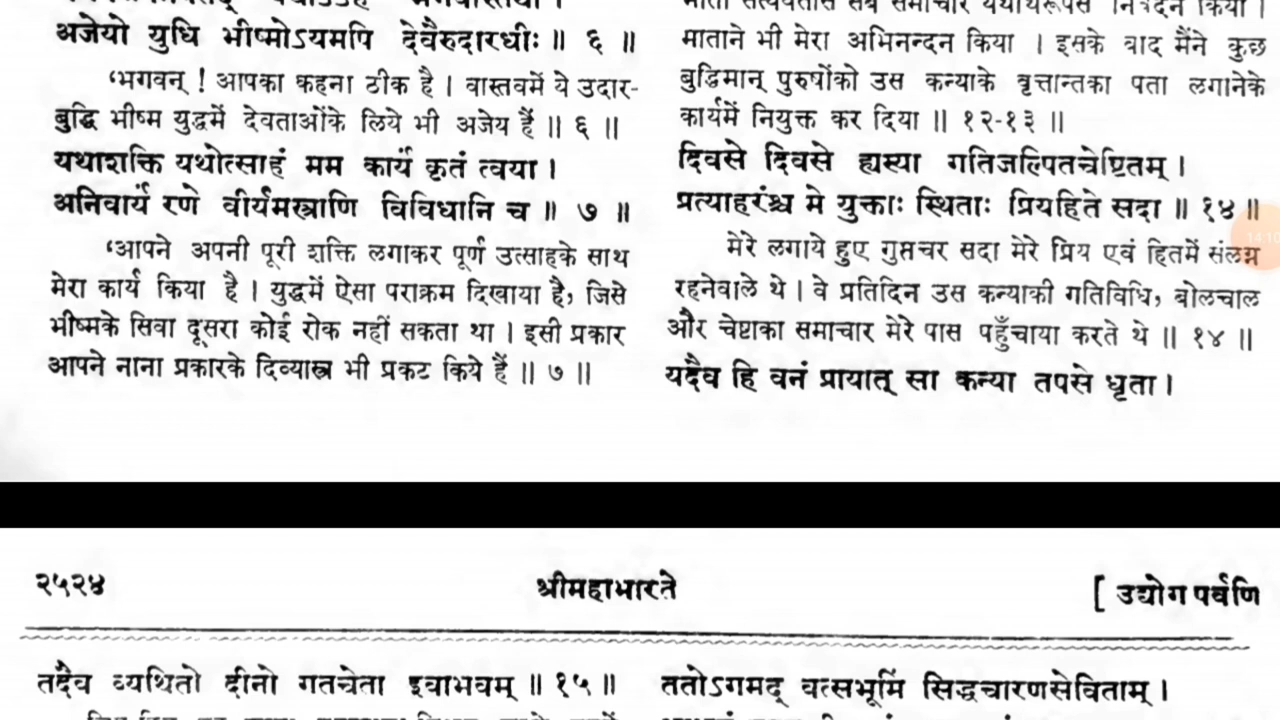 अजेयो युधि भीष्मोऽयमपि देवैरुदारधीः ॥ ६ ॥
‘भगवन् ! आपका कहना ठीक है । वास्तवमें ये उदार-
बुद्धि भीष्म युद्धमें देवताओंके लिये भी अजेय हैं ॥ ६ ॥
यथाशक्ति यथोत्साहं मम कार्यं कृतं त्वया ।
अनिवार्यं रणे वीर्यमस्त्राणि विविधानि च ॥ ७ ॥
‘आपने अपनी पूरी शक्ति लगाकर पूर्ण उत्साहके साथ
मेरा कार्य किया है । युद्धमें ऐसा पराक्रम दिखाया है, जिसे
भीष्मके सिवा दूसरा कोई रोक नहीं सकता था । इसी प्रकार
आपने नाना प्रकारके दिव्यास्त्र भी प्रकट किये हैं ॥ ७ ॥
माता सत्यवतीसे सब समाचार यथार्थरूपसे निवेदन किया ।
माताने भी मेरा अभिनन्दन किया । इसके बाद मैंने कुछ
बुद्धिमान् पुरुषोंको उस कन्याके वृत्तान्तका पता लगानेके
कार्यमें नियुक्त कर दिया ॥ १२-१३ ॥
दिवसे दिवसे ह्यस्या गतिजल्पितचेष्टितम् ।
प्रत्याहरंश्च मे युक्ताः स्थिताः प्रियहिते सदा ॥ १४ ॥
मेरे लगाये हुए गुप्तचर सदा मेरे प्रिय एवं हितमें संलग्न
रहनेवाले थे । वे प्रतिदिन उस कन्याकी गतिविधि, बोलचाल
और चेष्टाका समाचार मेरे पास पहुँचाया करते थे ॥ १४ ॥
यदैव हि वनं प्रायात् सा कन्या तपसे धृता ।
14:10
२५२४ श्रीमहाभारते [ उद्योगपर्वणि
तदैव व्यथितो दीनो गतचेता इवाभवम् ॥ १५ ॥
ततोऽगमद् वत्सभूमिं सिद्धचारणसेविताम् ।